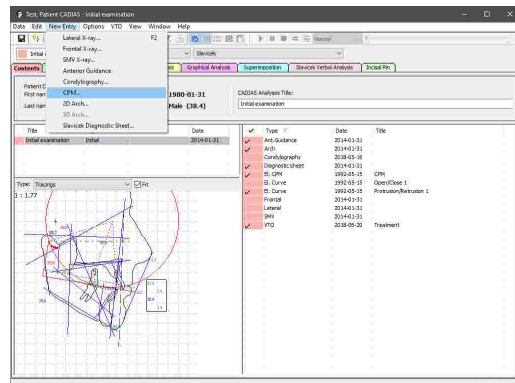 Test, Patient CADIAS - Initial examination
Data Edit New Entry Options VTO View Window Help
Lateral X-ray... F2
Frontal X-ray...
SMV X-ray...
Anterior Guidance
Condylography...
CPM...
2D Arch...
3D Arch...
Slavicek Diagnostic Sheet...
Normal
Initial
Slavicek
Contents
Graphical Analysis
Superimposition
Slavicek Verbal Analysis
Incisal Pin
Patient D
First nam
1980-01-31
Last nam
Male (38.4)
CADIAS Analyses Title:
Initial examination
Title Date
Initial examination Initial 2014-01-31
Type Date Title
Ant.Guidance 2014-01-31
Arch 2014-01-31
Condylography 2018-05-16
Diagnostic sheet 2014-01-31
El. CPM 1992-05-15 CPM
El. Curve 1992-05-15 Open/Close 1
El. Curve 1992-05-15 Protrusion/Retrusion 1
Frontal 2014-01-31
Lateral 2014-01-31
SMV 2014-01-31
VTO 2018-05-20 Treatment
Type: Tracings Fit
1 : 1.77